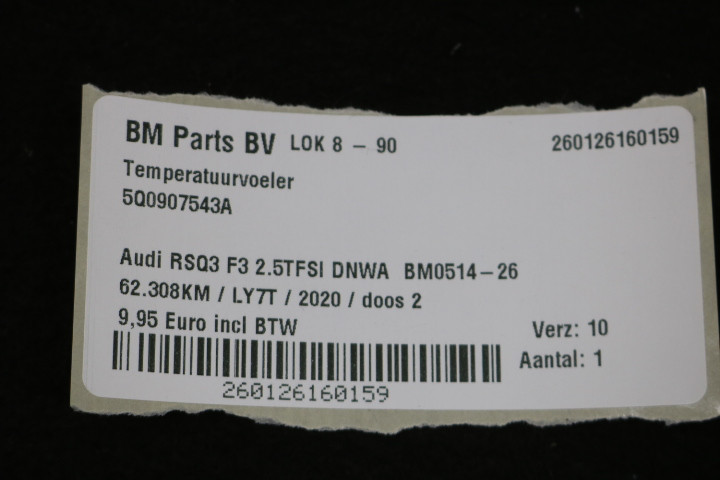 BM Parts BV LOK 8 - 90 260126160159
Temperatuurvoeler
5Q0907543A
Audi RSQ3 F3 2.5TFSI DNWA BM0514-26
62.308KM / LY7T / 2020 / doos 2
9,95 Euro incl BTW Verz: 10
Aantal: 1
260126160159